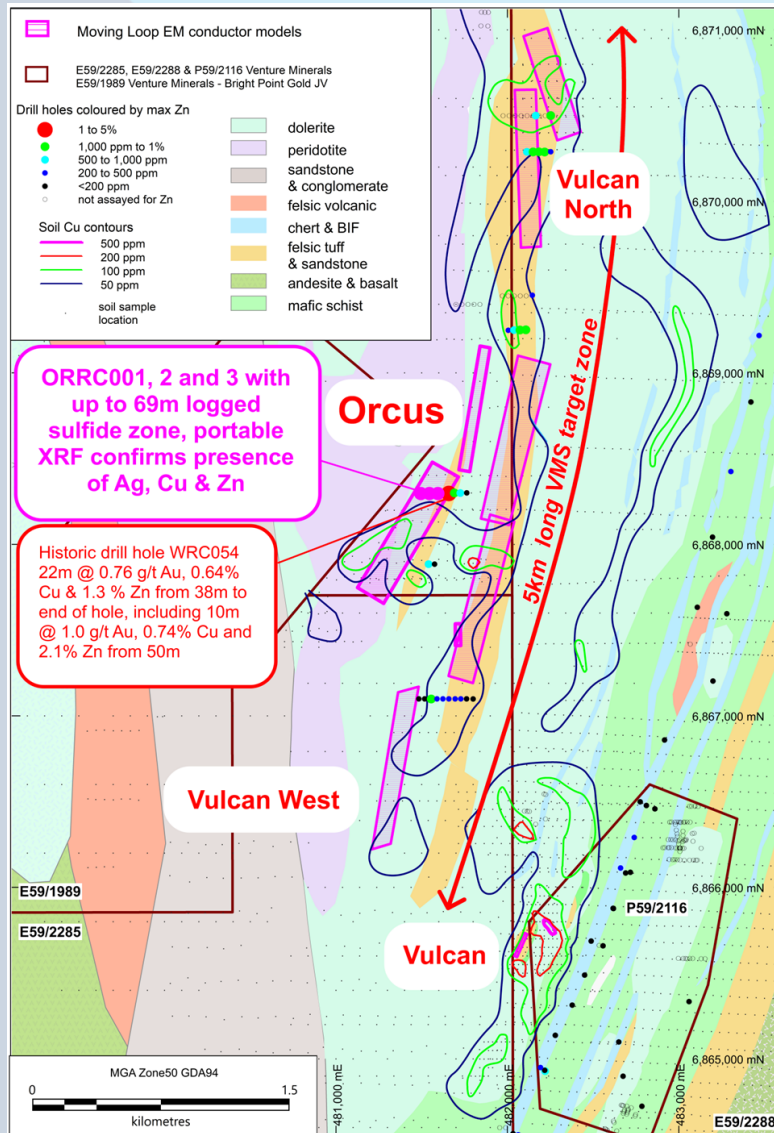 Moving Loop EM conductor models
E59/2285, E59/2288 & P59/2116 Venture Minerals
E59/1989 Venture Minerals - Bright Point Gold JV
Drill holes coloured by max Zn
1 to 5%
1,000 ppm to 1%
500 to 1,000 ppm
200 to 500 ppm
<200 ppm
not assayed for Zn
Soil Cu contours
500 ppm
200 ppm
100 ppm
50 ppm
soil sample
location
dolerite
peridotite
sandstone
& conglomerate
felsic volcanic
chert & BIF
felsic tuff
& sandstone
andesite & basalt
mafic schist
6,871,000 mN
Vulcan
North
6,870,000 mN
6,869,000 mN
ORRC001, 2 and 3 with
up to 69m logged
sulfide zone, portable
XRF confirms presence
of Ag, Cu & Zn
Orcus
5km long VMS target zone
6,868,000 mN
Historic drill hole WRC054
22m @ 0.76 g/t Au, 0.64%
Cu & 1.3 % Zn from 38m to
end of hole, including 10m
@ 1.0 g/t Au, 0.74% Cu and
2.1% Zn from 50m
6,867,000 mN
Vulcan West
E59/1989
6,866,000 mN
P59/2116
E59/2285
Vulcan
6,865,000 mN
MGA Zone50 GDA94
0
1.5
kilometres
481,000 mE
482,000 mE
483,000 mE
E59/2288